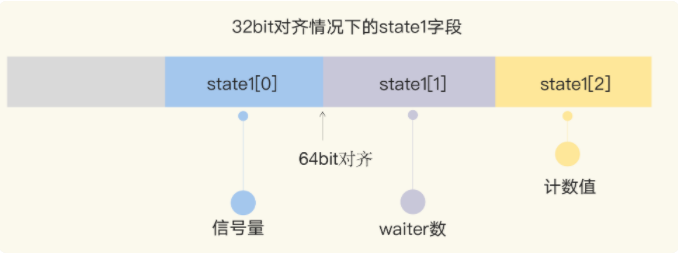 32bit对齐情况下的state1字段
state1[0]
state1[1]
state1[2]
64bit对齐
计数值
信号量
waiter数